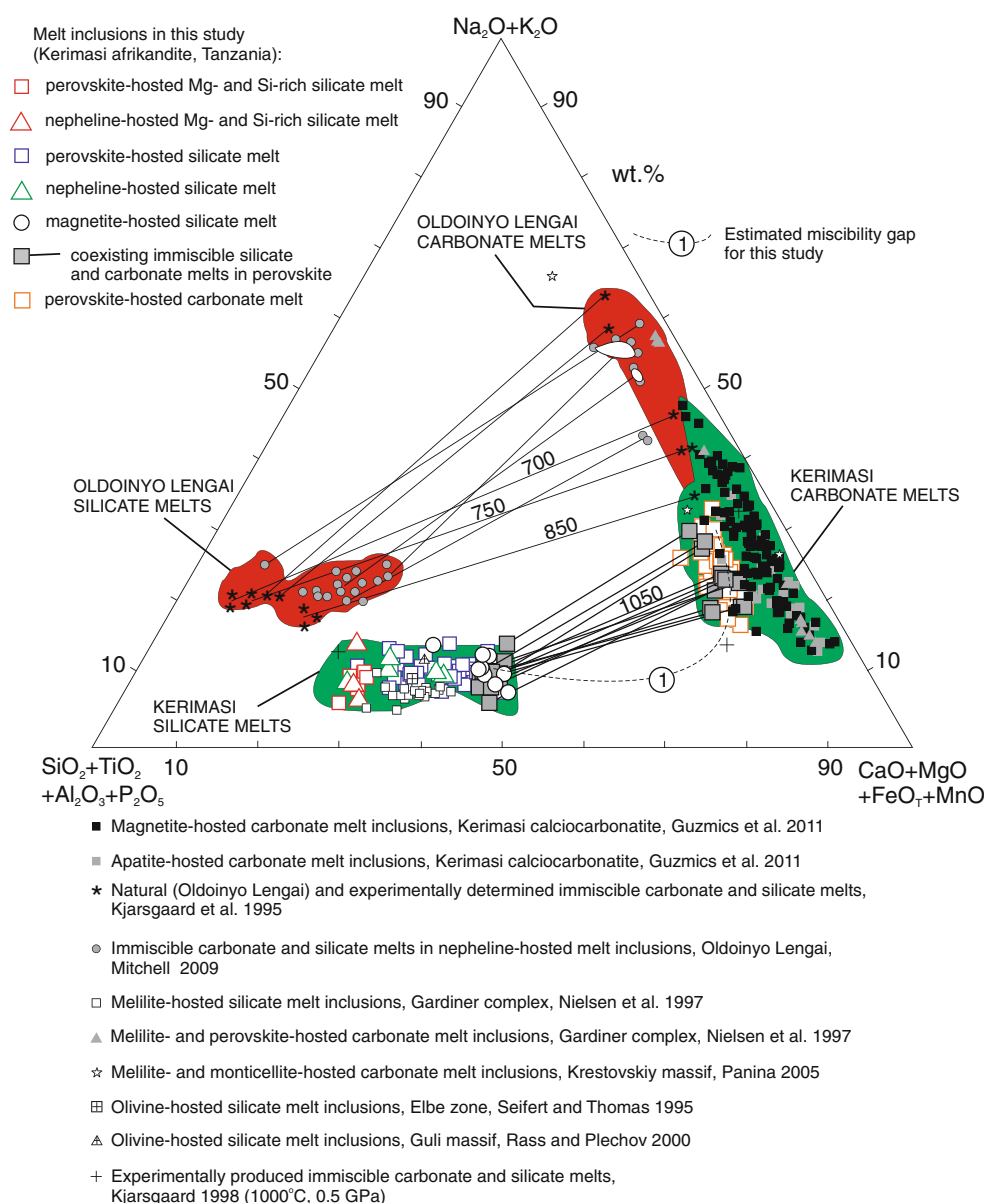 Melt inclusions in this study
(Kerimasi afrikandite, Tanzania):
perovskite-hosted Mg- and Si-rich silicate melt
nepheline-hosted Mg- and Si-rich silicate melt
perovskite-hosted silicate melt
nepheline-hosted silicate melt
magnetite-hosted silicate melt
coexisting immiscible silicate
and carbonate melts in perovskite
perovskite-hosted carbonate melt
Na₂O+K₂O
90
90
wt.%
OLDOINYO LENGAI
CARBONATE MELTS
1
Estimated miscibility gap
for this study
50
50
700
750
850
1050
OLDOINYO LENGAI
SILICATE MELTS
KERIMASI
CARBONATE MELTS
10
10
KERIMASI
SILICATE MELTS
1
SiO₂+TiO₂
+Al₂O₃+P₂O₅
10
50
90
CaO+MgO
+FeO_T+MnO
Magnetite-hosted carbonate melt inclusions, Kerimasi calciocarbonatite, Guzmics et al. 2011
Apatite-hosted carbonate melt inclusions, Kerimasi calciocarbonatite, Guzmics et al. 2011
Natural (Oldoinyo Lengai) and experimentally determined immiscible carbonate and silicate melts,
Kjarsgaard et al. 1995
Immiscible carbonate and silicate melts in nepheline-hosted melt inclusions, Oldoinyo Lengai,
Mitchell 2009
Melilite-hosted silicate melt inclusions, Gardiner complex, Nielsen et al. 1997
Melilite- and perovskite-hosted carbonate melt inclusions, Gardiner complex, Nielsen et al. 1997
Melilite- and monticellite-hosted carbonate melt inclusions, Krestovskiy massif, Panina 2005
Olivine-hosted silicate melt inclusions, Elbe zone, Seifert and Thomas 1995
Olivine-hosted silicate melt inclusions, Guli massif, Rass and Plechov 2000
Experimentally produced immiscible carbonate and silicate melts,
Kjarsgaard 1998 (1000°C, 0.5 GPa)